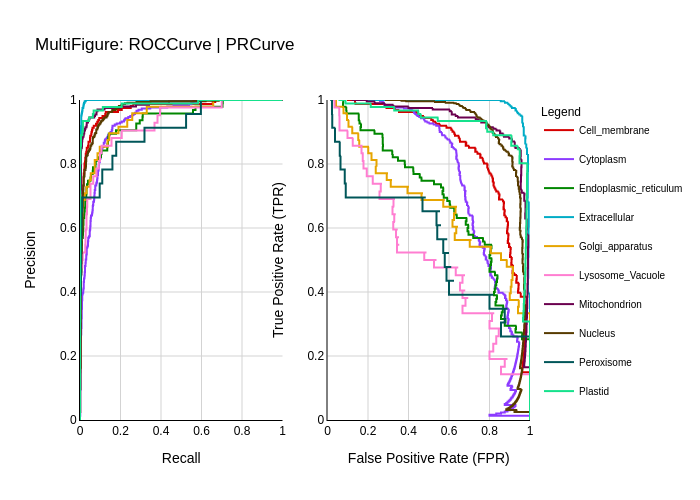 MultiFigure: ROCCurve | PRCurve
Precision
1
0.8
0.6
0.4
0.2
0
0 0.2 0.4 0.6 0.8 1
Recall
True Positive Rate (TPR)
1
0.8
0.6
0.4
0.2
0
0 0.2 0.4 0.6 0.8 1
False Positive Rate (FPR)
Legend
Cell_membrane
Cytoplasm
Endoplasmic_reticulum
Extracellular
Golgi_apparatus
Lysosome_Vacuole
Mitochondrion
Nucleus
Peroxisome
Plastid